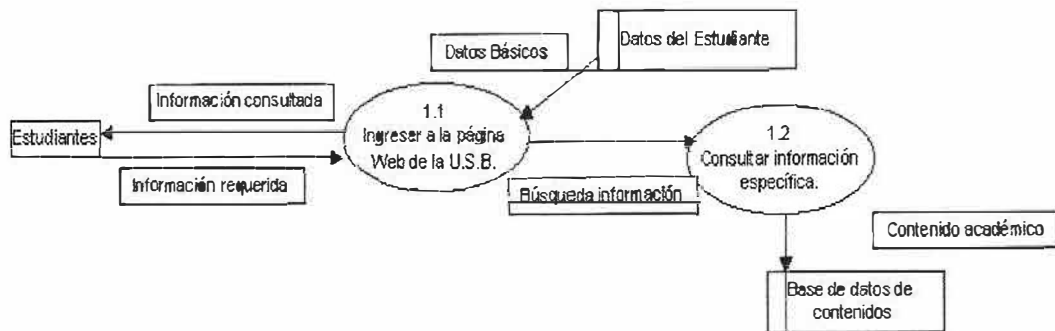 Datos Básicos
Datos del Estudiante
Información consultada
Estudiantes
Información requerida
1.1
Ingresar a la página
Web de la U.S.B.
Búsqueda información
1.2
Consultar información
específica.
Contenido académico
Base de datos de
contenidos